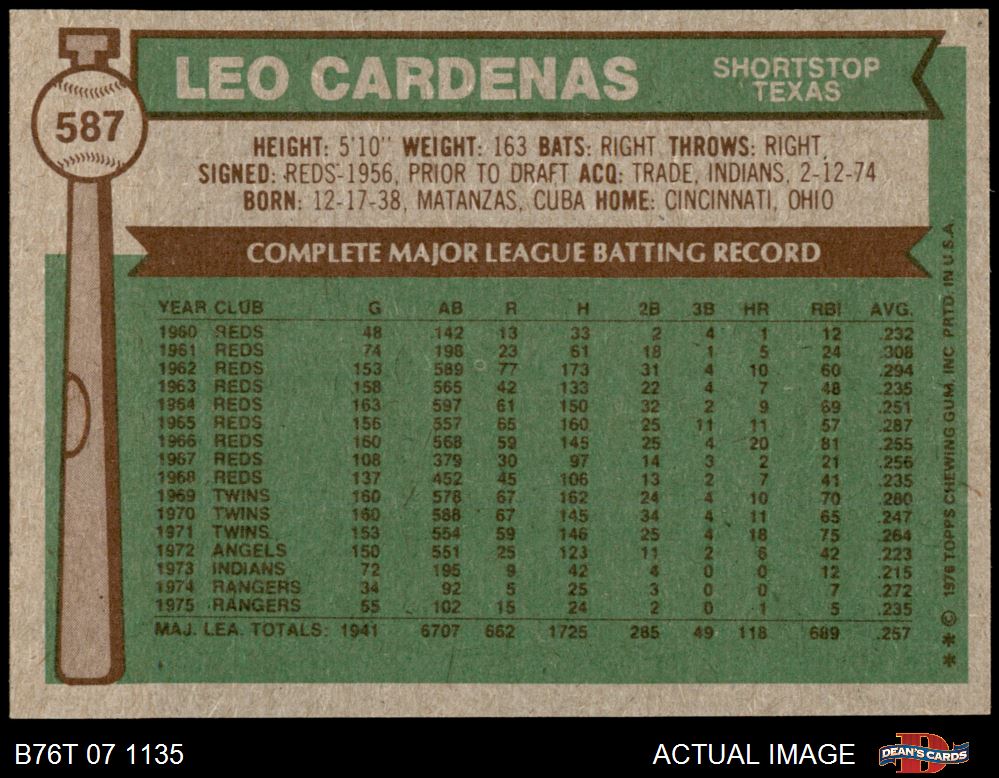 LEO CARDENAS
SHORTSTOP
TEXAS
587
HEIGHT: 5'10" WEIGHT: 163 BATS: RIGHT THROWS: RIGHT,
SIGNED: REDS-1956, PRIOR TO DRAFT ACQ: TRADE, INDIANS, 2-12-74
BORN: 12-17-38, MATANZAS, CUBA HOME: CINCINNATI, OHIO
COMPLETE MAJOR LEAGUE BATTING RECORD
YEAR CLUB G AB R H 2B 3B HR RBI AVG.
1960 REDS 48 142 13 33 2 4 1 12 .232
1961 REDS 74 198 23 61 18 1 5 24 .308
1962 REDS 153 589 77 173 31 4 10 60 .294
1963 REDS 158 565 42 133 22 4 7 48 .235
1964 REDS 163 597 61 150 32 2 9 69 .251
1965 REDS 156 557 65 160 25 11 11 57 .287
1966 REDS 160 568 59 145 25 4 20 81 .255
1967 REDS 108 379 30 97 14 3 2 21 .256
1968 REDS 137 452 45 106 13 2 7 41 .235
1969 TWINS 160 578 67 162 24 4 10 70 .280
1970 TWINS 160 588 67 145 34 4 11 65 .247
1971 TWINS 153 554 59 146 25 4 18 75 .264
1972 ANGELS 150 551 25 123 11 2 6 42 .223
1973 INDIANS 72 195 9 42 4 0 0 12 .215
1974 RANGERS 34 92 5 25 3 0 0 7 .272
1975 RANGERS 55 102 15 24 2 0 1 5 .235
MAJ. LEA. TOTALS: 1941 6707 662 1725 285 49 118 689 .257
* * © 1976 TOPPS CHEWING GUM, INC PRTD. IN U.S.A.
B76T 07 1135
ACTUAL IMAGE
DEAN'S CARDS